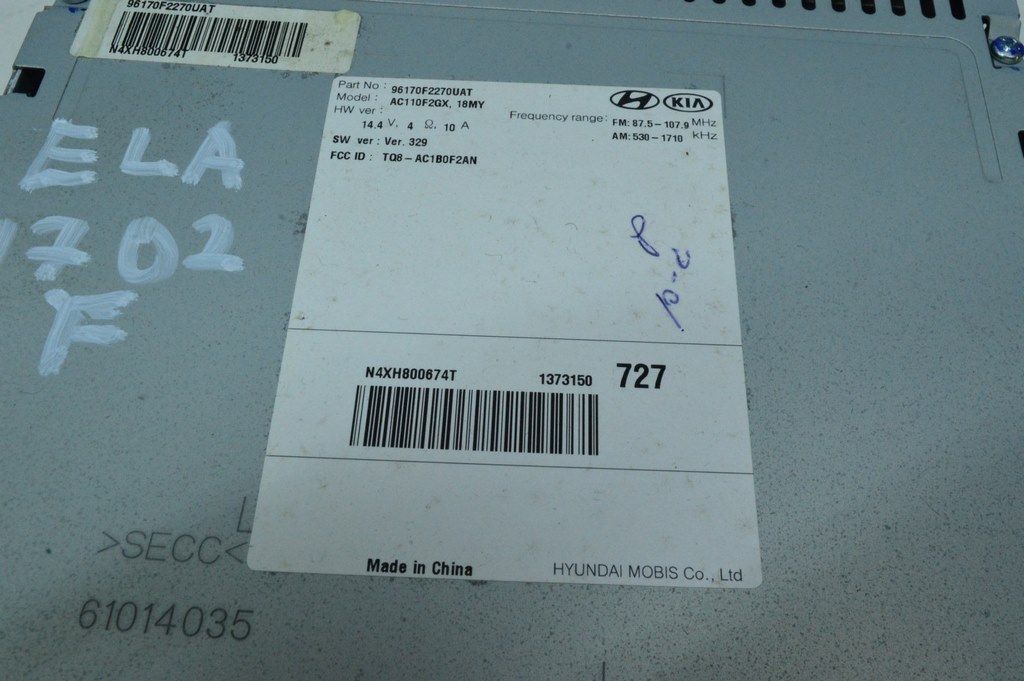 96170F2270UAT
N4XH800674T 1373150
Part No : 96170F2270UAT
Model : AC110F2GX, 18MY
HW ver :
14.4 V, 4 Ω, 10 A
SW ver : Ver. 329
FCC ID : TQ8-AC1B0F2AN
HYUNDAI KIA
Frequency range: FM: 87.5-107.9 MHz
AM: 530-1710 kHz
ELA
1702
F
N4XH800674T 1373150 727
>SECC<
Made in China HYUNDAI MOBIS Co., Ltd
61014035